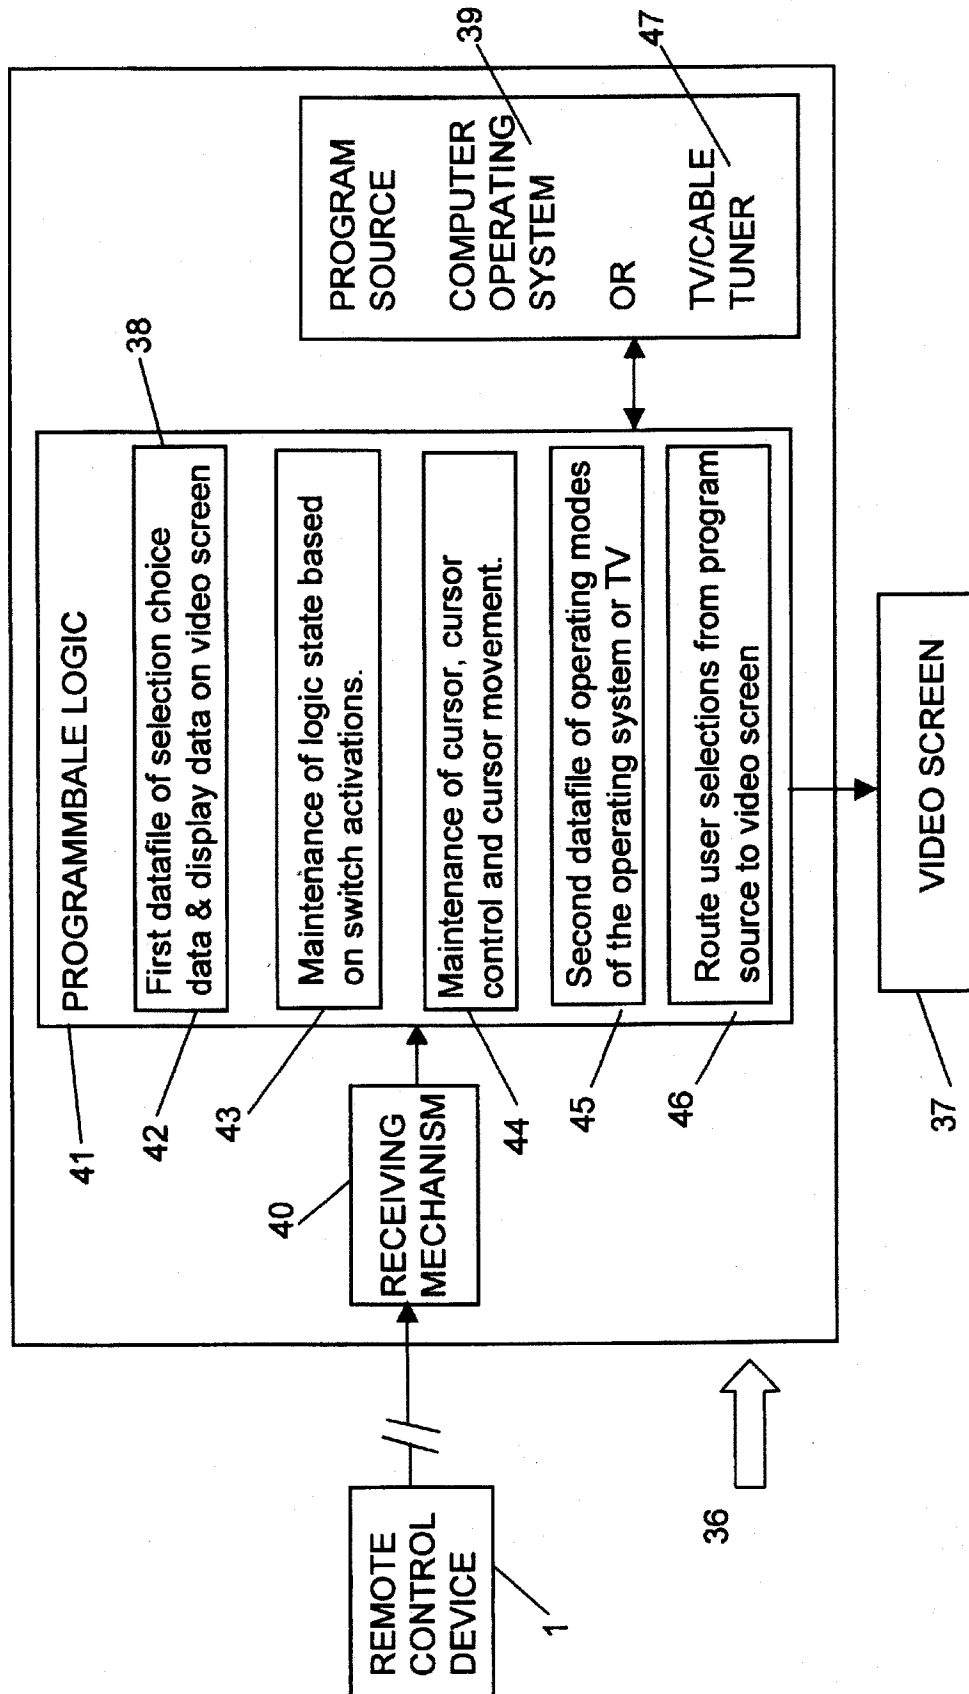 REMOTE
CONTROL
DEVICE
1
36
RECEIVING
MECHANISM
40
41
PROGRAMMBALE LOGIC
42
First datafile of selection choice
data & display data on video screen
38
43
Maintenance of logic state based
on switch activations.
44
Maintenance of cursor, cursor
control and cursor movement.
45
Second datafile of operating modes
of the operating system or TV
46
Route user selections from program
source to video screen
PROGRAM
SOURCE
COMPUTER
OPERATING
SYSTEM
39
OR
TV/CABLE
TUNER
47
VIDEO SCREEN
37